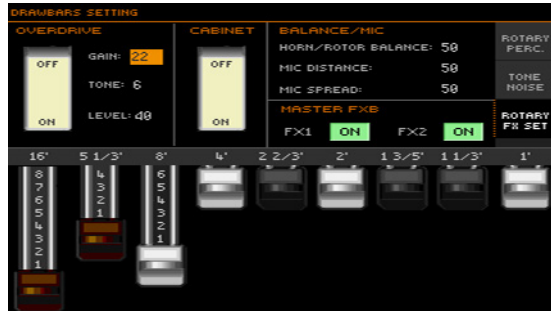 DRAWBARS SETTING
OVERDRIVE
OFF
ON
GAIN: 22
TONE: 6
LEVEL: 40
CABINET
OFF
ON
BALANCE/MIC
HORN/ROTOR BALANCE: 50
MIC DISTANCE: 50
MIC SPREAD: 50
MASTER FXB
FX1 ON FX2 ON
ROTARY
PERC.
TONE
NOISE
ROTARY
FX SET
16' 5 1/3' 8' 4' 2 2/3' 2' 1 3/5' 1 1/3' 1'
8 4 6
7 3 5
6 2 4
5 1 3
4 2
3 1
2
1